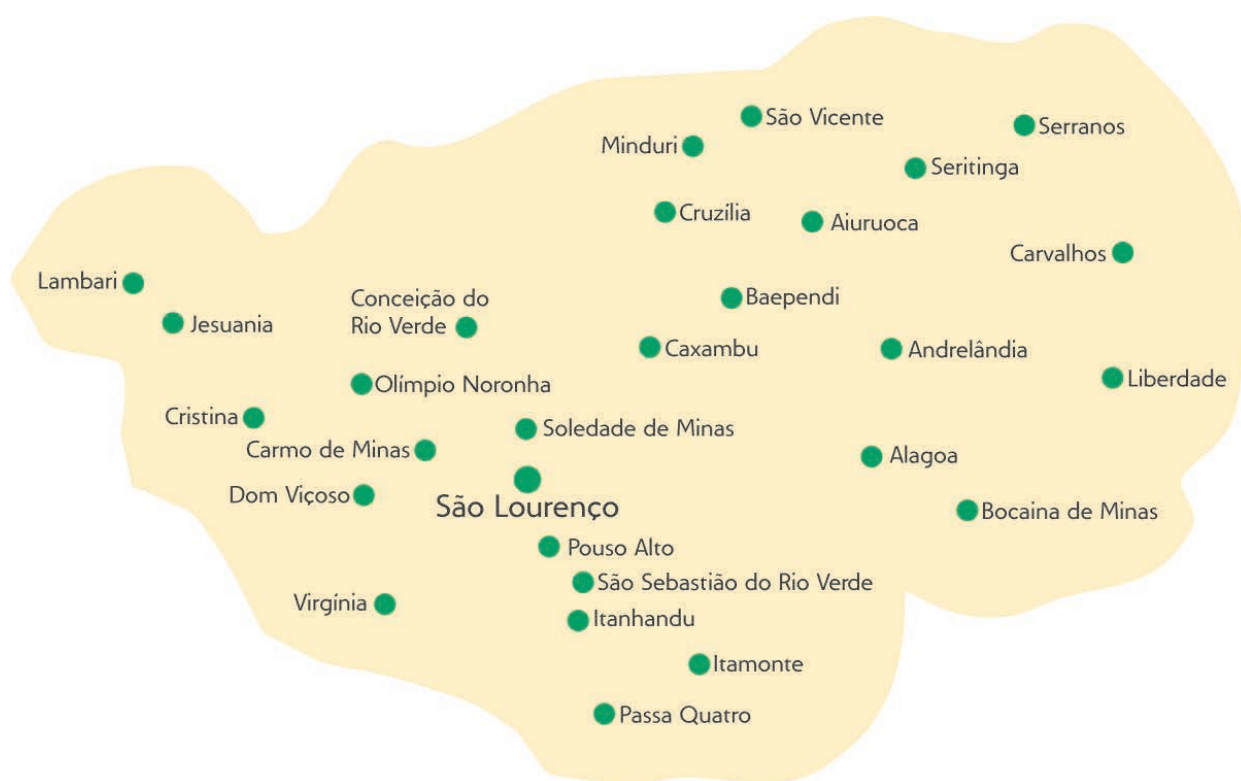 São Vicente
Serranos
Minduri
Seritinga
Cruzília
Aiuruoca
Carvalhos
Lambari
Baependi
Conceição do
Rio Verde
Jesuania
Caxambu
Andrelândia
Liberdade
Olímpio Noronha
Cristina
Soledade de Minas
Carmo de Minas
Alagoa
Dom Viçoso
São Lourenço
Bocaina de Minas
Pouso Alto
São Sebastião do Rio Verde
Virgínia
Itanhandu
Itamonte
Passa Quatro